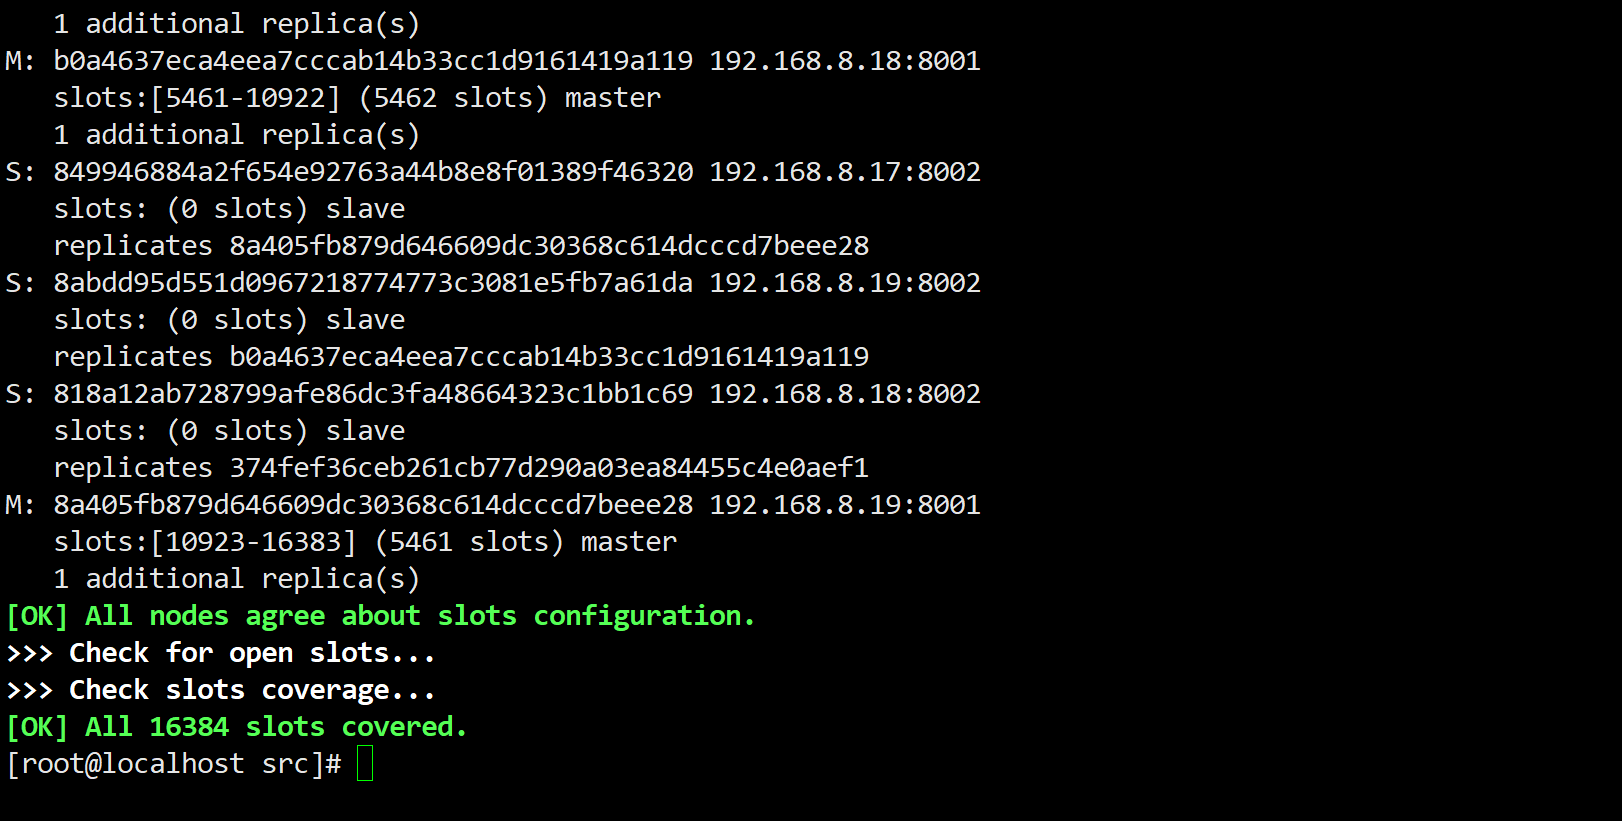 1 additional replica(s)
M: b0a4637eca4eea7cccab14b33cc1d9161419a119 192.168.8.18:8001
slots:[5461-10922] (5462 slots) master
1 additional replica(s)
S: 849946884a2f654e92763a44b8e8f01389f46320 192.168.8.17:8002
slots: (0 slots) slave
replicates 8a405fb879d646609dc30368c614dcccd7beee28
S: 8abdd95d551d0967218774773c3081e5fb7a61da 192.168.8.19:8002
slots: (0 slots) slave
replicates b0a4637eca4eea7cccab14b33cc1d9161419a119
S: 818a12ab728799afe86dc3fa48664323c1bb1c69 192.168.8.18:8002
slots: (0 slots) slave
replicates 374fef36ceb261cb77d290a03ea84455c4e0aef1
M: 8a405fb879d646609dc30368c614dcccd7beee28 192.168.8.19:8001
slots:[10923-16383] (5461 slots) master
1 additional replica(s)
[OK] All nodes agree about slots configuration.
>>> Check for open slots...
>>> Check slots coverage...
[OK] All 16384 slots covered.
[root@localhost src]#